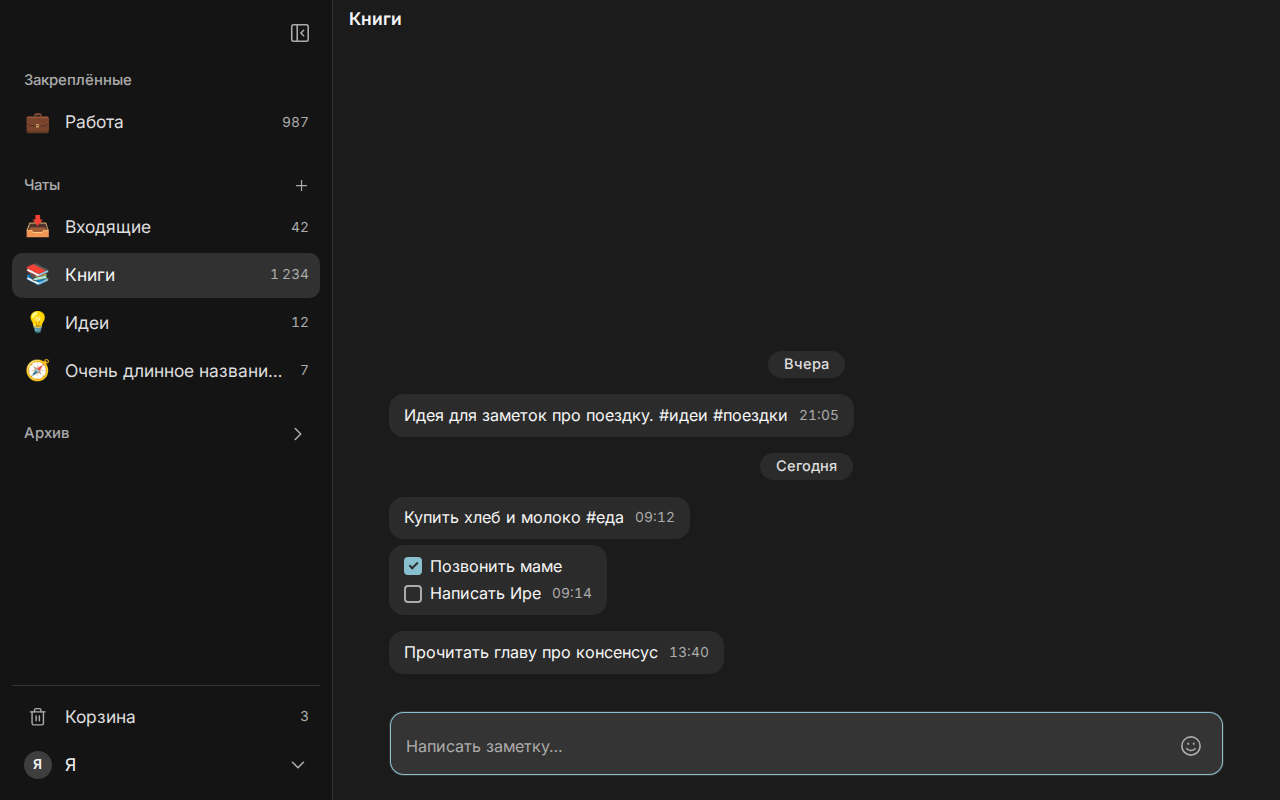 Закреплённые
Работа 987
Чаты
Входящие 42
Книги 1 234
Идеи 12
Очень длинное названи... 7
Архив
Корзина 3
Я Я
Книги
Вчера
Идея для заметок про поездку. #идеи #поездки 21:05
Сегодня
Купить хлеб и молоко #еда 09:12
Позвонить маме
Написать Ире 09:14
Прочитать главу про консенсус 13:40
Написать заметку...